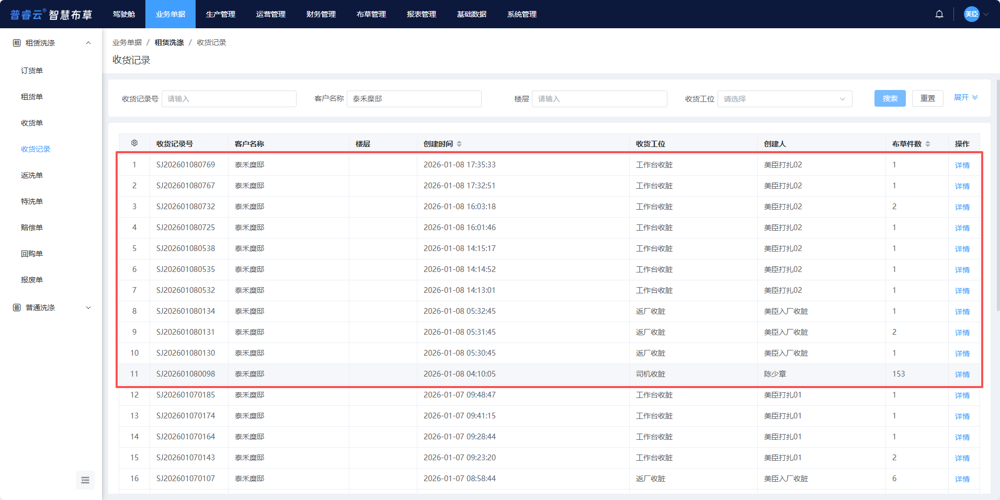 普睿云® 智慧布草 驾驶舱 业务单据 生产管理 运营管理 财务管理 布草管理 报表管理 基础数据 系统管理 美臣
租 租赁洗涤
订货单
租货单
收货单
收货记录
返洗单
特洗单
赔偿单
回购单
报废单
普 普通洗涤
业务单据 / 租赁洗涤 / 收货记录
收货记录
收货记录号 请输入 客户名称 泰禾糜邸 楼层 请输入 收货工位 请选择 搜索 重置 展开
收货记录号 客户名称 楼层 创建时间 收货工位 创建人 布草件数 操作
1 SJ202601080769 泰禾糜邸 2026-01-08 17:35:33 工作台收脏 美臣打扎02 1 详情
2 SJ202601080767 泰禾糜邸 2026-01-08 17:32:51 工作台收脏 美臣打扎02 1 详情
3 SJ202601080732 泰禾糜邸 2026-01-08 16:03:18 工作台收脏 美臣打扎02 2 详情
4 SJ202601080725 泰禾糜邸 2026-01-08 16:01:46 工作台收脏 美臣打扎02 1 详情
5 SJ202601080538 泰禾糜邸 2026-01-08 14:15:17 工作台收脏 美臣打扎02 1 详情
6 SJ202601080535 泰禾糜邸 2026-01-08 14:14:52 工作台收脏 美臣打扎02 1 详情
7 SJ202601080532 泰禾糜邸 2026-01-08 14:13:01 工作台收脏 美臣打扎02 1 详情
8 SJ202601080134 泰禾糜邸 2026-01-08 05:32:45 返厂收脏 美臣入厂收脏 1 详情
9 SJ202601080131 泰禾糜邸 2026-01-08 05:31:45 返厂收脏 美臣入厂收脏 2 详情
10 SJ202601080130 泰禾糜邸 2026-01-08 05:30:45 返厂收脏 美臣入厂收脏 1 详情
11 SJ202601080098 泰禾糜邸 2026-01-08 04:10:05 司机收脏 陈少章 153 详情
12 SJ202601070185 泰禾糜邸 2026-01-07 09:48:47 工作台收脏 美臣打扎01 1 详情
13 SJ202601070174 泰禾糜邸 2026-01-07 09:41:15 工作台收脏 美臣打扎01 1 详情
14 SJ202601070164 泰禾糜邸 2026-01-07 09:28:44 工作台收脏 美臣打扎01 1 详情
15 SJ202601070143 泰禾糜邸 2026-01-07 09:23:20 工作台收脏 美臣打扎01 2 详情
16 SJ202601070107 泰禾糜邸 2026-01-07 08:58:44 返厂收脏 美臣入厂收脏 6 详情